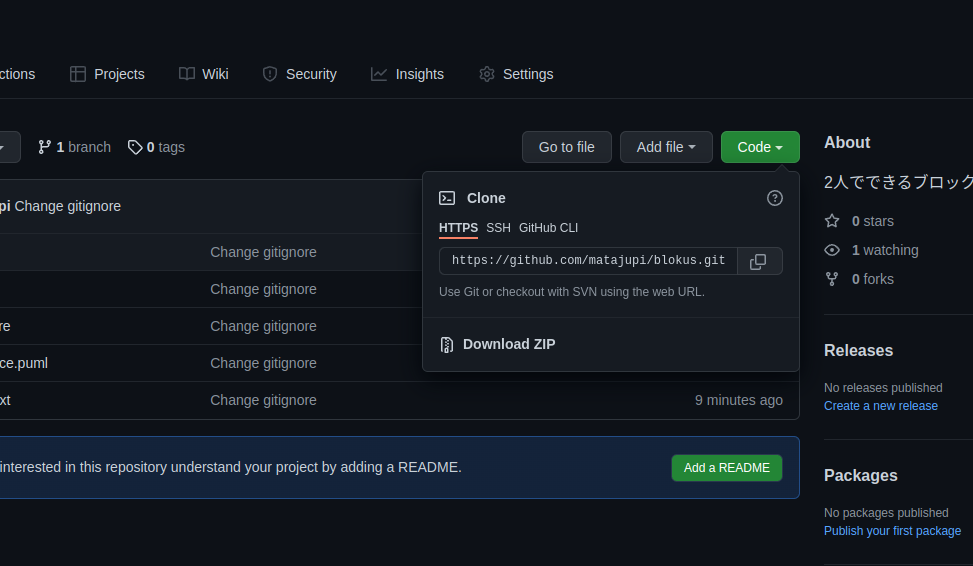 ctions Projects Wiki Security Insights Settings
1 branch 0 tags Go to file Add file Code
pi Change gitignore
Change gitignore
Change gitignore
re Change gitignore
ce.puml Change gitignore
xt Change gitignore 9 minutes ago
Clone
HTTPS SSH GitHub CLI
https://github.com/matajupi/blokus.git
Use Git or checkout with SVN using the web URL.
Download ZIP
interested in this repository understand your project by adding a README. Add a README
About
2人でできるブロック
0 stars
1 watching
0 forks
Releases
No releases published
Create a new release
Packages
No packages published
Publish your first package